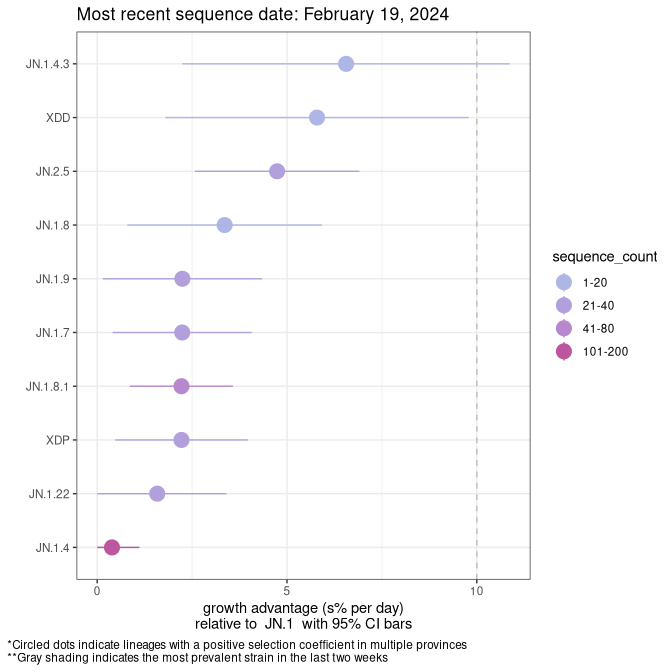 Most recent sequence date: February 19, 2024
JN.1.4.3
XDD
JN.2.5
JN.1.8
JN.1.9
JN.1.7
JN.1.8.1
XDP
JN.1.22
JN.1.4
0 5 10
growth advantage (s% per day)
relative to JN.1 with 95% CI bars
sequence_count
1-20
21-40
41-80
101-200
*Circled dots indicate lineages with a positive selection coefficient in multiple provinces
**Gray shading indicates the most prevalent strain in the last two weeks